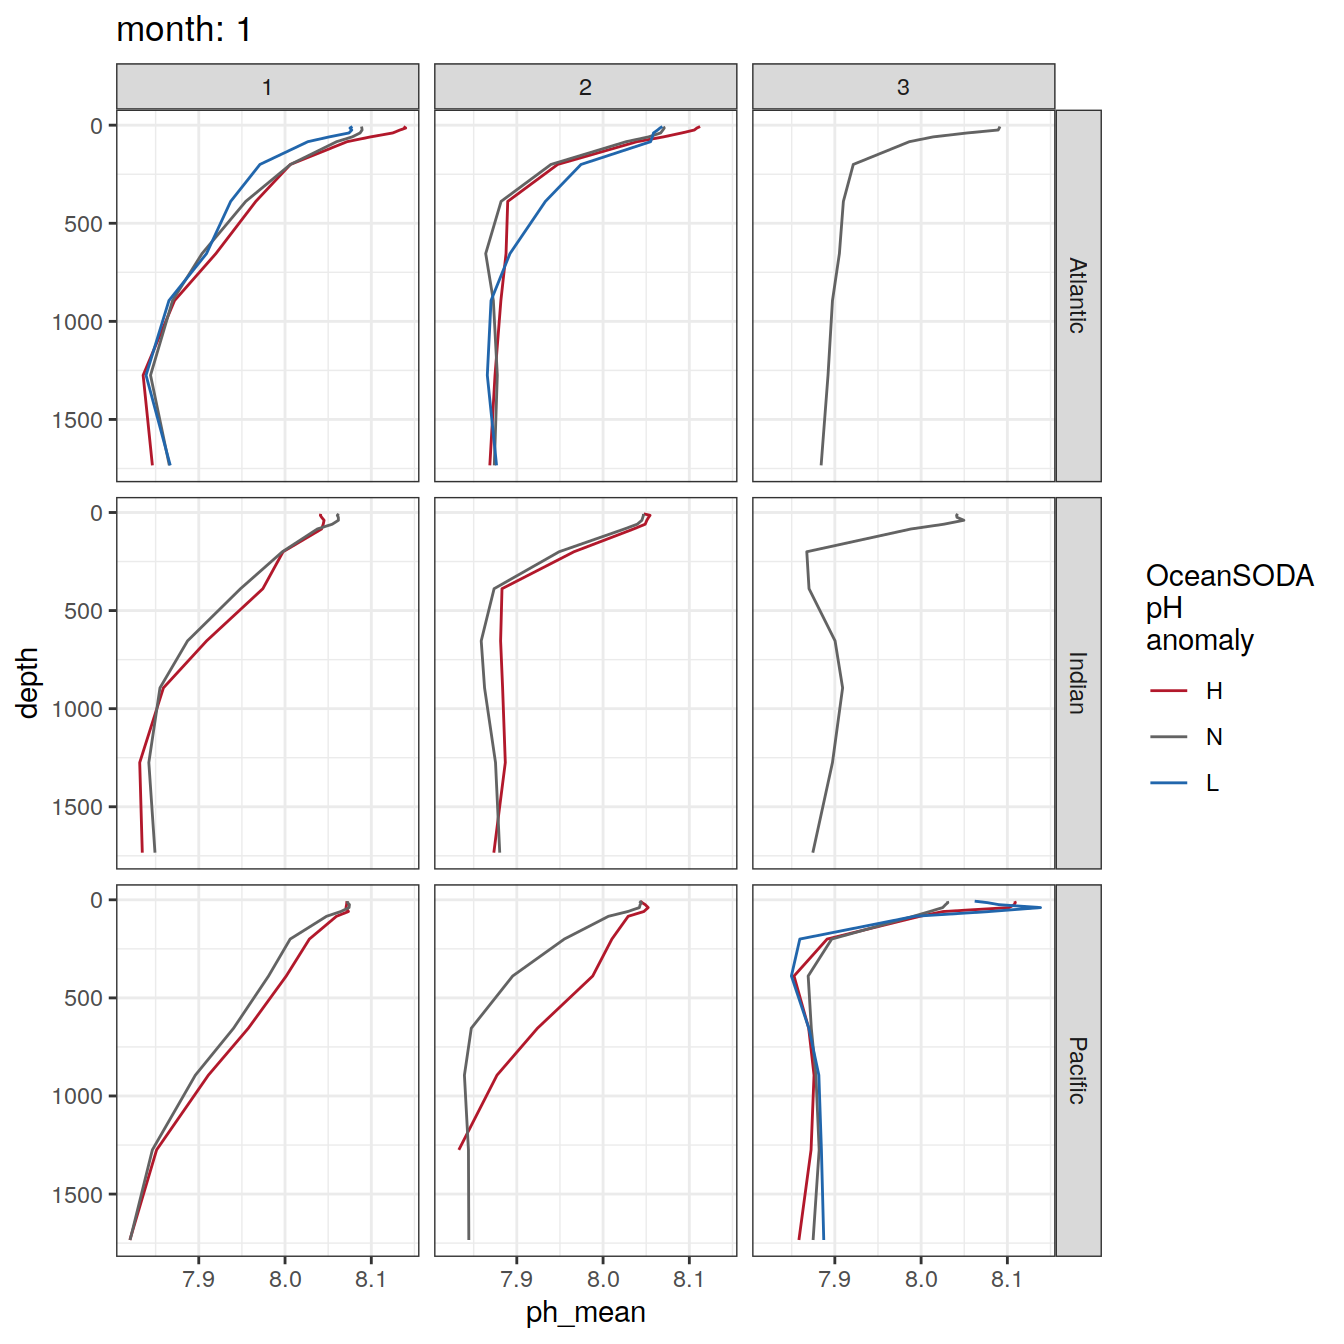 month: 1
1 2 3
0
500
1000
1500
Atlantic
0
500
1000
1500
Indian
0
500
1000
1500
Pacific
depth
7.9 8.0 8.1 7.9 8.0 8.1 7.9 8.0 8.1
ph_mean
OceanSODA
pH
anomaly
H
N
L